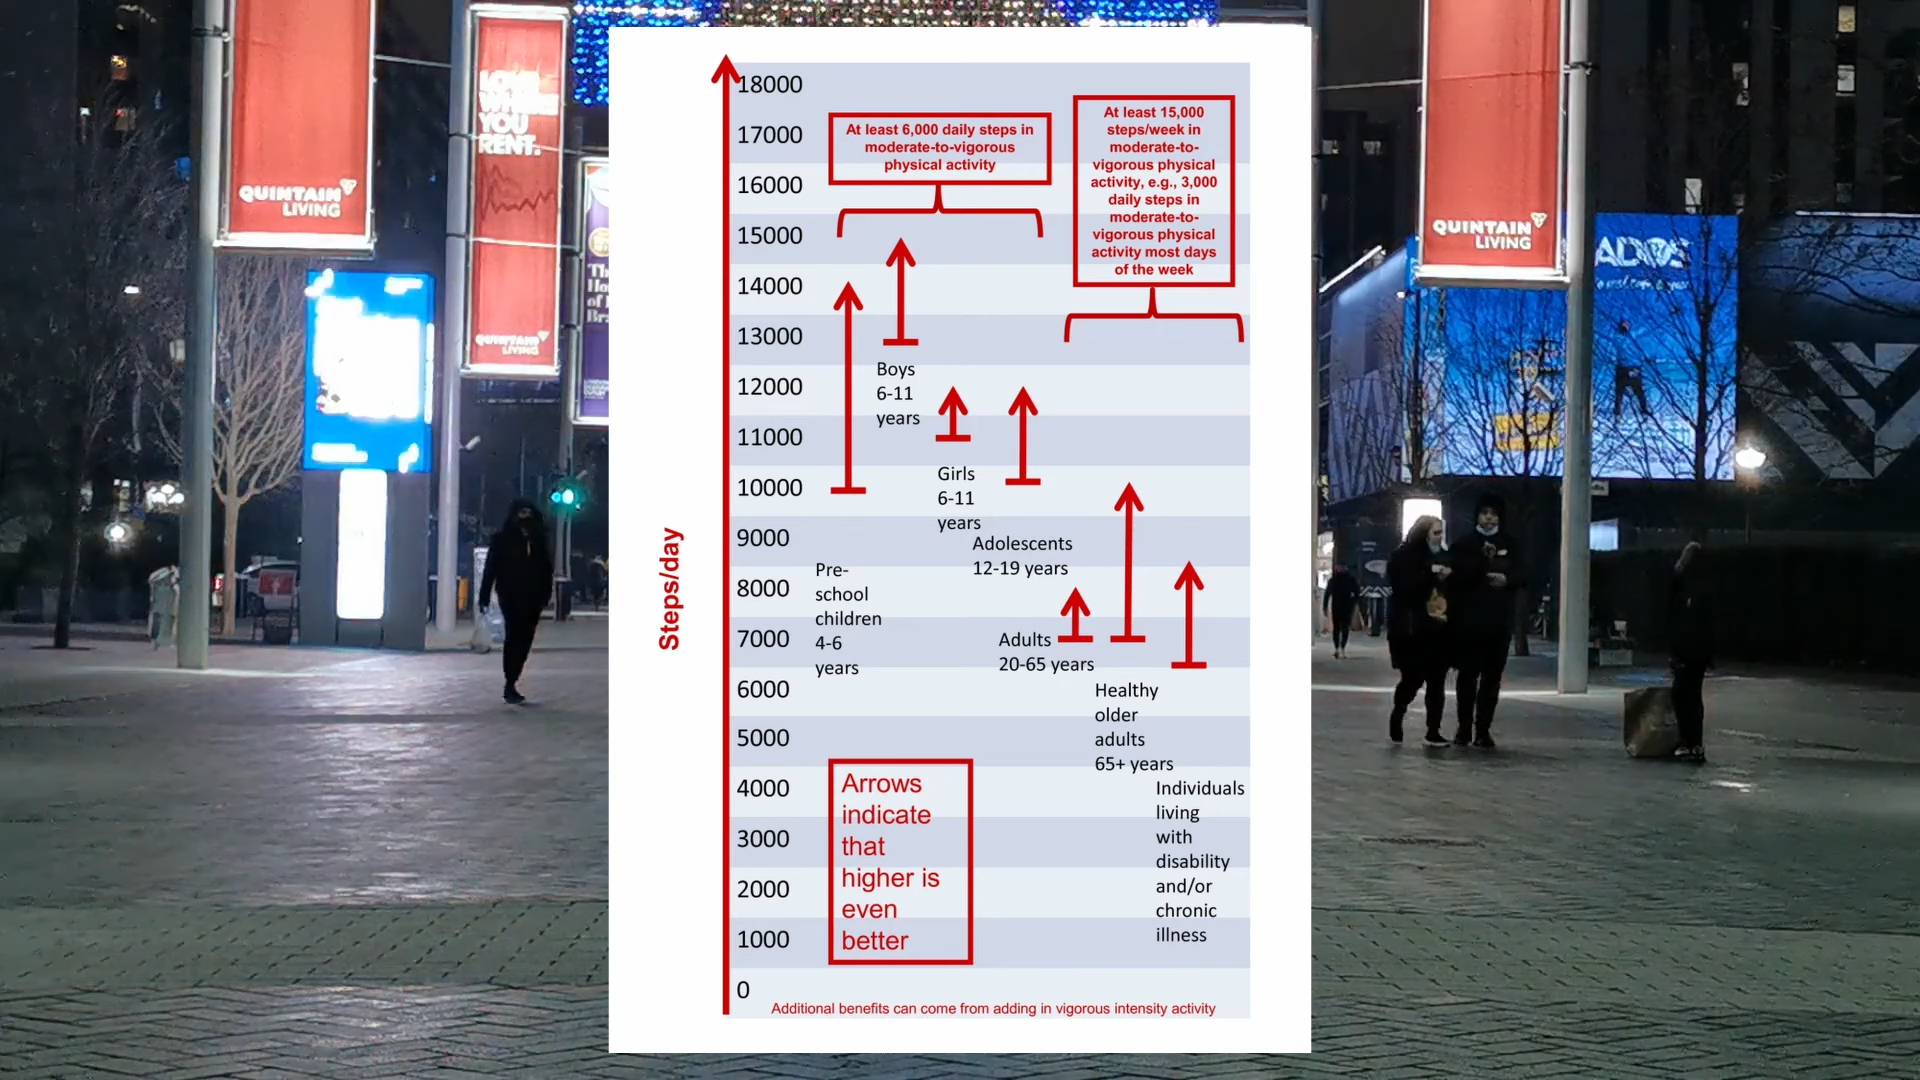 QUINTAIN
LIVING
LOVE
WHERE
YOU
RENT.
QUINTAIN
LIVING
QUINTAIN
LIVING
Steps/day
18000
17000
16000
15000
14000
13000
12000
11000
10000
9000
8000
7000
6000
5000
4000
3000
2000
1000
0
At least 6,000 daily steps in
moderate-to-vigorous
physical activity
At least 15,000
steps/week in
moderate-to-
vigorous physical
activity, e.g., 3,000
daily steps in
moderate-to-
vigorous physical
activity most days
of the week
Pre-
school
children
4-6
years
Boys
6-11
years
Girls
6-11
years
Adolescents
12-19 years
Adults
20-65 years
Healthy
older
adults
65+ years
Individuals
living
with
disability
and/or
chronic
illness
Arrows
indicate
that
higher is
even
better
Additional benefits can come from adding in vigorous intensity activity